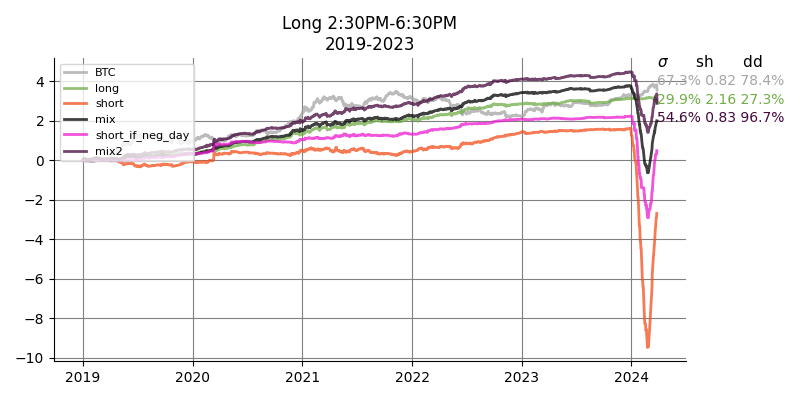 Long 2:30PM-6:30PM
2019-2023
σ sh dd
67.3% 0.82 78.4%
29.9% 2.16 27.3%
54.6% 0.83 96.7%
BTC
long
short
mix
short_if_neg_day
mix2
4
2
0
−2
−4
−6
−8
−10
2019 2020 2021 2022 2023 2024